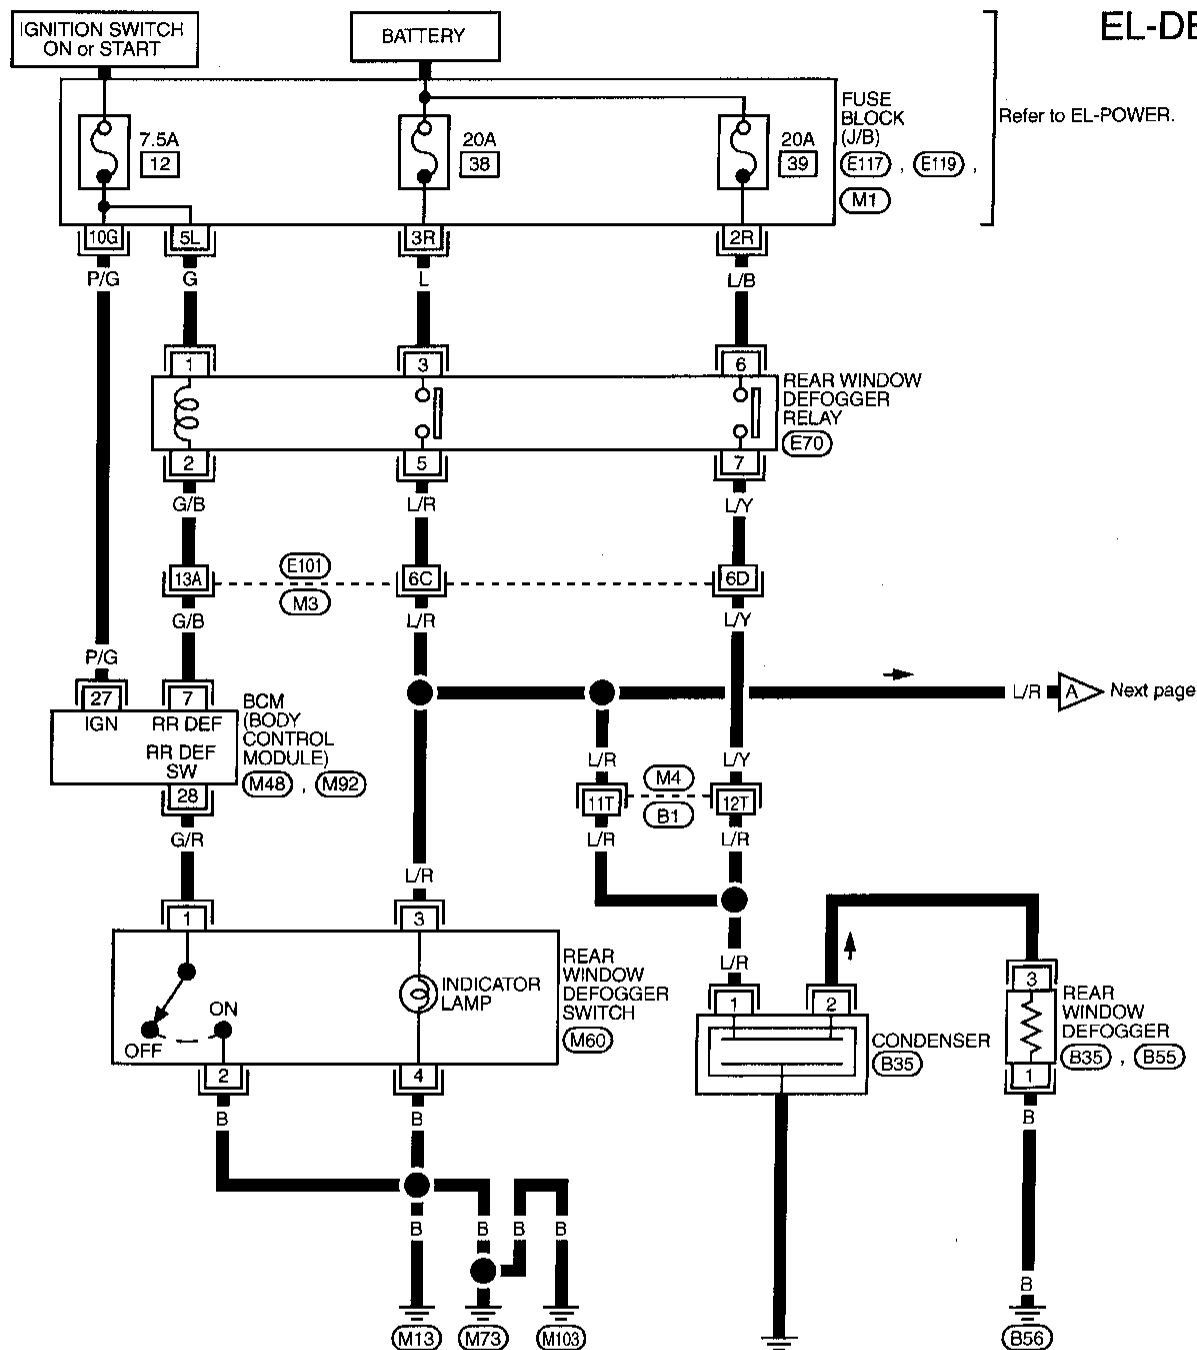 EL-DE
IGNITION SWITCH
ON or START
BATTERY
7.5A
12
20A
38
20A
39
FUSE
BLOCK
(J/B)
E117 , E119 ,
M1
Refer to EL-POWER.
10G 5L 3R 2R
P/G G L L/B
1 3 6
REAR WINDOW
DEFOGGER
RELAY
E70
2 5 7
G/B L/R L/Y
13A E101 6C 6D
M3
G/B L/R L/Y
P/G
27 7
IGN RR DEF
RR DEF
SW
28
BCM
(BODY
CONTROL
MODULE)
M48 , M92
L/R A Next page
L/R L/Y
11T M4 12T
B1
L/R L/R
G/R
L/R
1 3
ON
OFF
INDICATOR
LAMP
REAR
WINDOW
DEFOGGER
SWITCH
M60
2 4
L/R
1 2
CONDENSER
B35
3
REAR
WINDOW
DEFOGGER
B35 , B55
1
B B B
B B B B
B
M13 M73 M103 B56